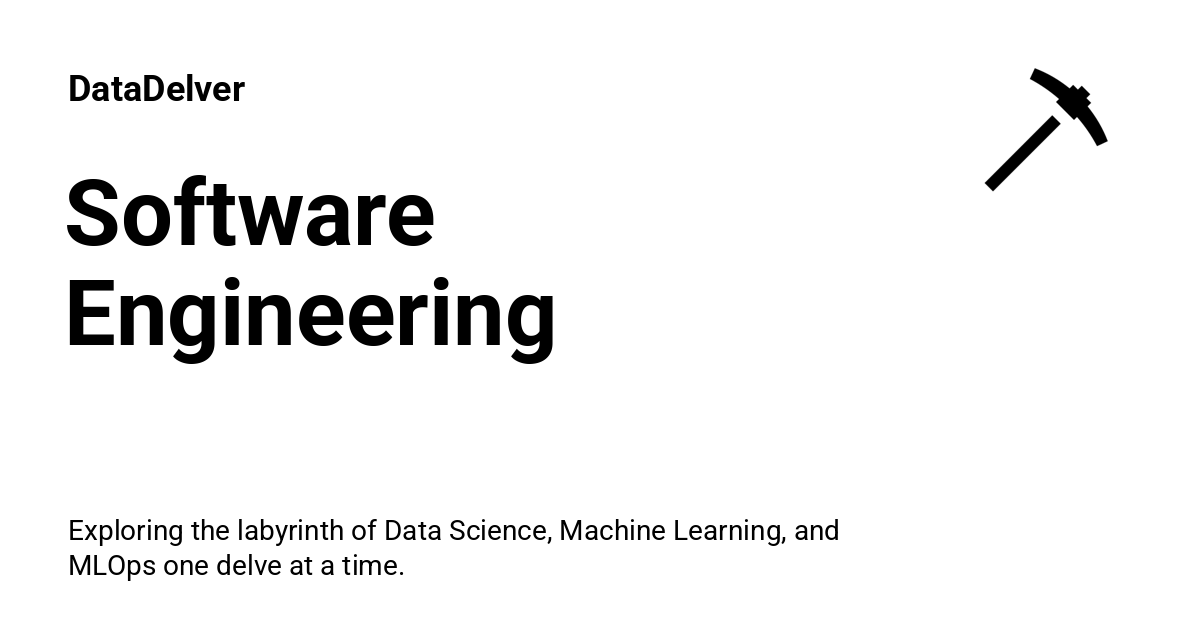 DataDelver
Software
Engineering
Exploring the labyrinth of Data Science, Machine Learning, and
MLOps one delve at a time.